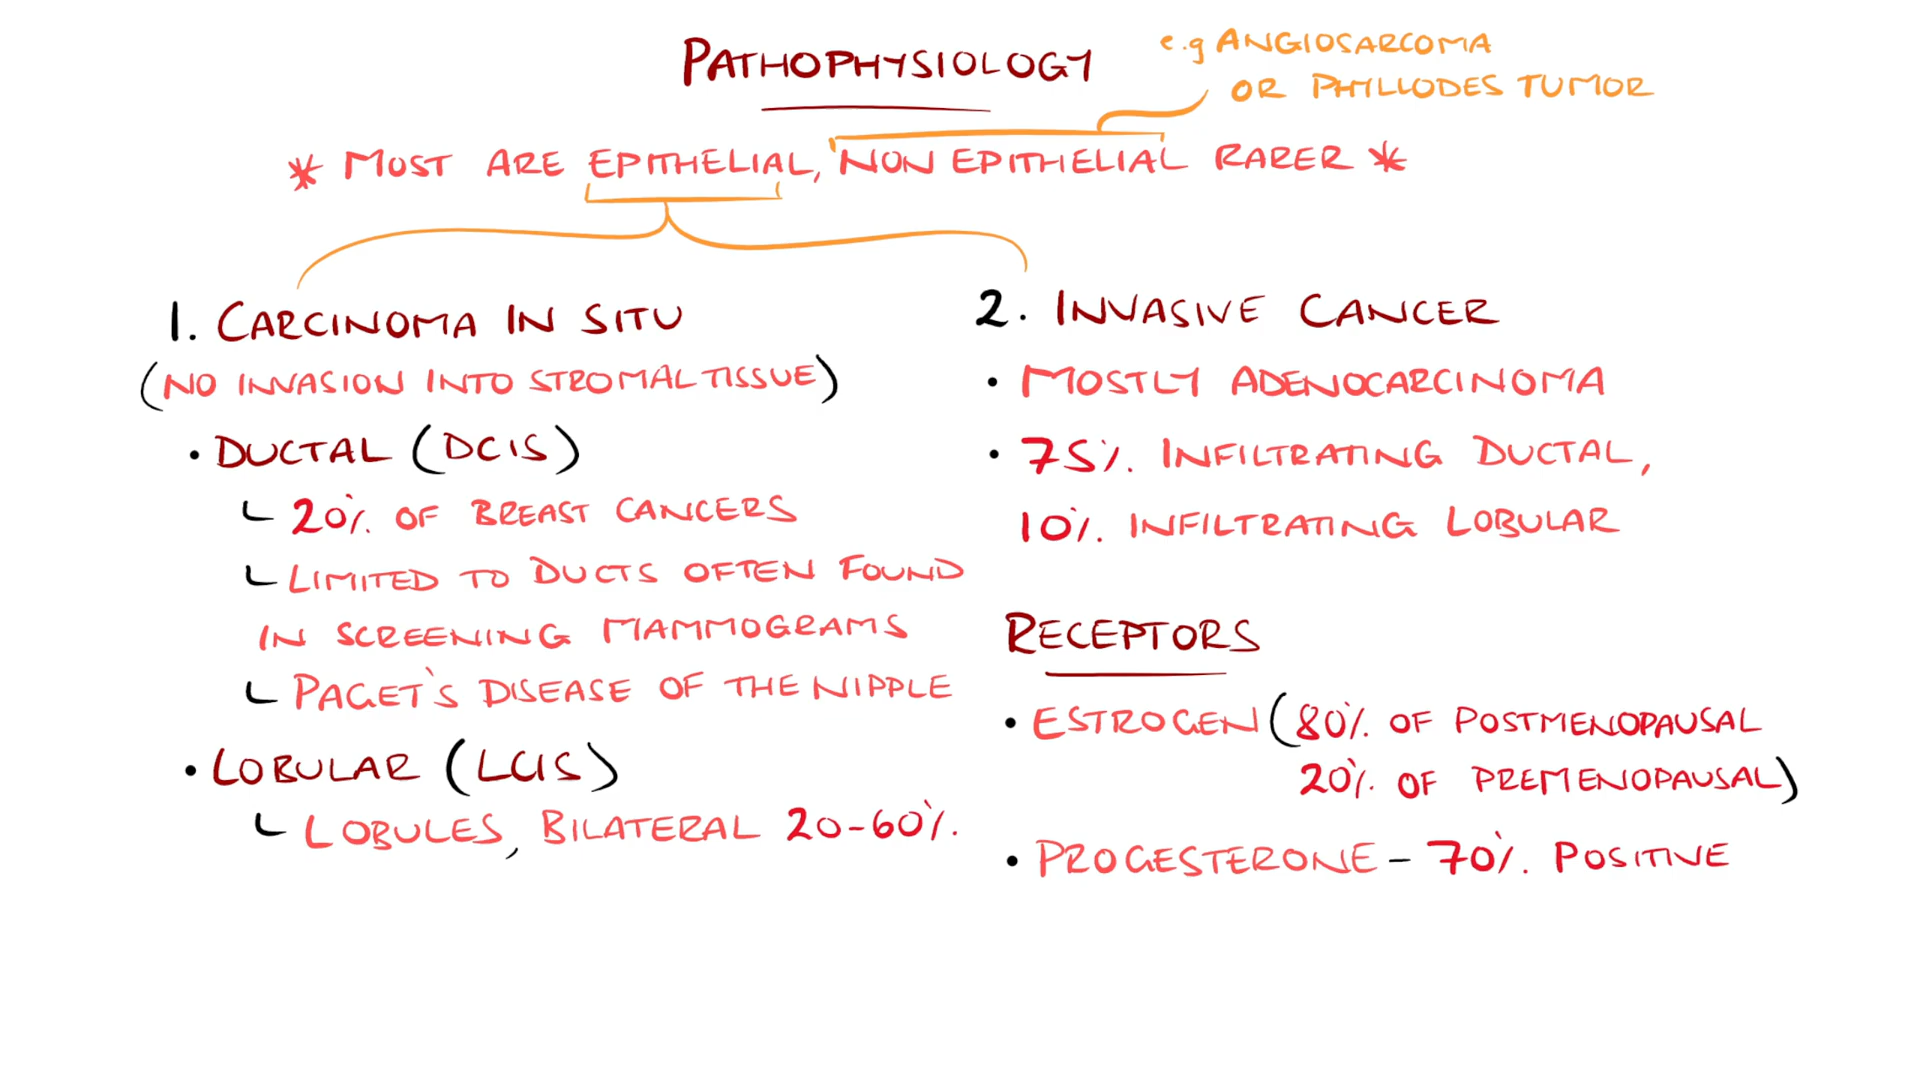 PATHOPHYSIOLOGY
e.g ANGIOSARCOMA
OR PHYLLODES TUMOR
* MOST ARE EPITHELIAL, NON EPITHELIAL RARER *
1. CARCINOMA IN SITU
(NO INVASION INTO STROMAL TISSUE)
• DUCTAL (DCIS)
20% OF BREAST CANCERS
LIMITED TO DUCTS OFTEN FOUND
IN SCREENING MAMMOGRAMS
PAGET'S DISEASE OF THE NIPPLE
• LOBULAR (LCIS)
LOBULES, BILATERAL 20-60%.
2. INVASIVE CANCER
• MOSTLY ADENOCARCINOMA
• 75% INFILTRATING DUCTAL,
10% INFILTRATING LOBULAR
RECEPTORS
• ESTROGEN (80% OF POSTMENOPAUSAL
20% OF PREMENOPAUSAL)
• PROGESTERONE - 70% POSITIVE